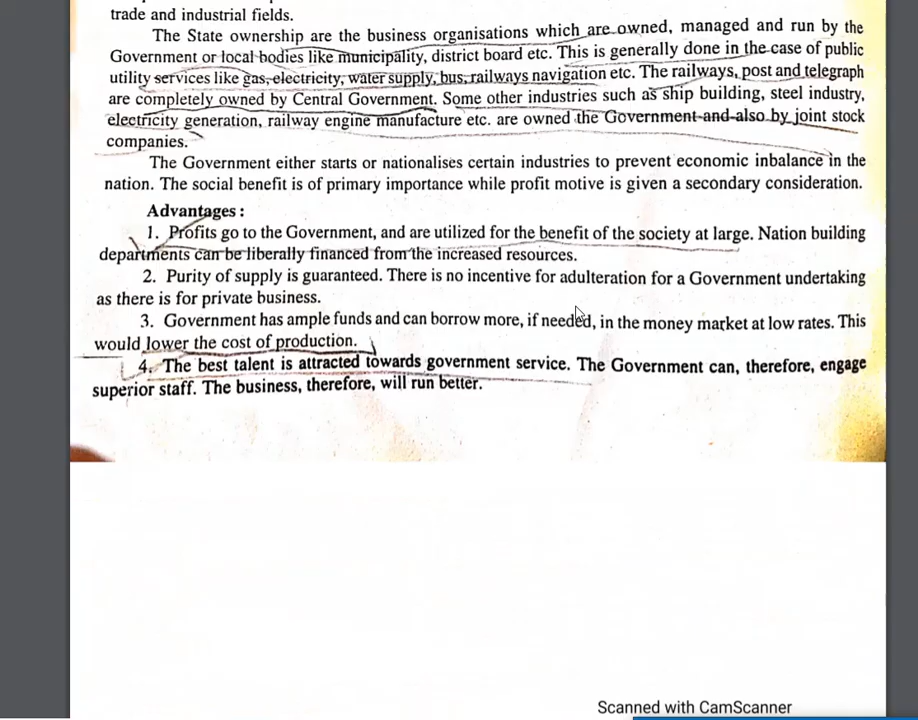 trade and industrial fields.
The State ownership are the business organisations which are owned, managed and run by the
Government or local bodies like municipality, district board etc. This is generally done in the case of public
utility services like gas, electricity, water supply, bus, railways navigation etc. The railways, post and telegraph
are completely owned by Central Government. Some other industries such as ship building, steel industry,
electricity generation, railway engine manufacture etc. are owned the Government and also by joint stock
companies.
The Government either starts or nationalises certain industries to prevent economic inbalance in the
nation. The social benefit is of primary importance while profit motive is given a secondary consideration.
Advantages :
1. Profits go to the Government, and are utilized for the benefit of the society at large. Nation building
departments can be liberally financed from the increased resources.
2. Purity of supply is guaranteed. There is no incentive for adulteration for a Government undertaking
as there is for private business.
3. Government has ample funds and can borrow more, if needed, in the money market at low rates. This
would lower the cost of production.
4. The best talent is attracted towards government service. The Government can, therefore, engage
superior staff. The business, therefore, will run better.
Scanned with CamScanner